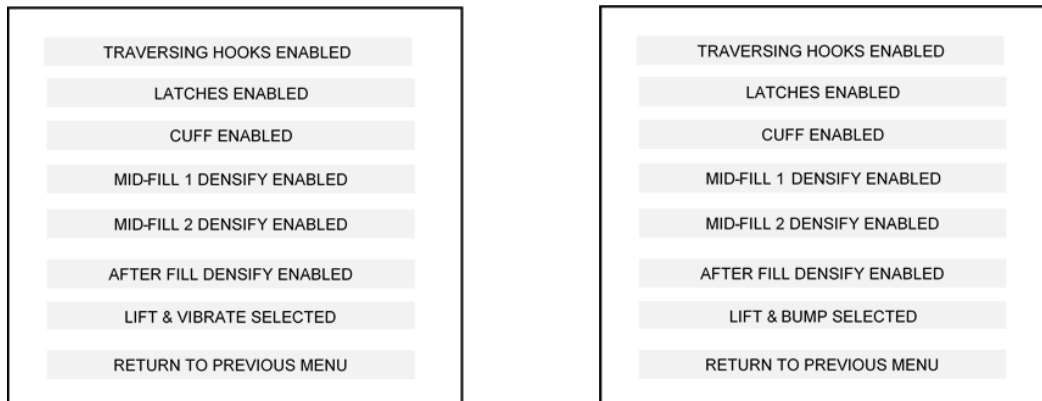 TRAVERSING HOOKS ENABLED
LATCHES ENABLED
CUFF ENABLED
MID-FILL 1 DENSIFY ENABLED
MID-FILL 2 DENSIFY ENABLED
AFTER FILL DENSIFY ENABLED
LIFT & VIBRATE SELECTED
RETURN TO PREVIOUS MENU
TRAVERSING HOOKS ENABLED
LATCHES ENABLED
CUFF ENABLED
MID-FILL 1 DENSIFY ENABLED
MID-FILL 2 DENSIFY ENABLED
AFTER FILL DENSIFY ENABLED
LIFT & BUMP SELECTED
RETURN TO PREVIOUS MENU